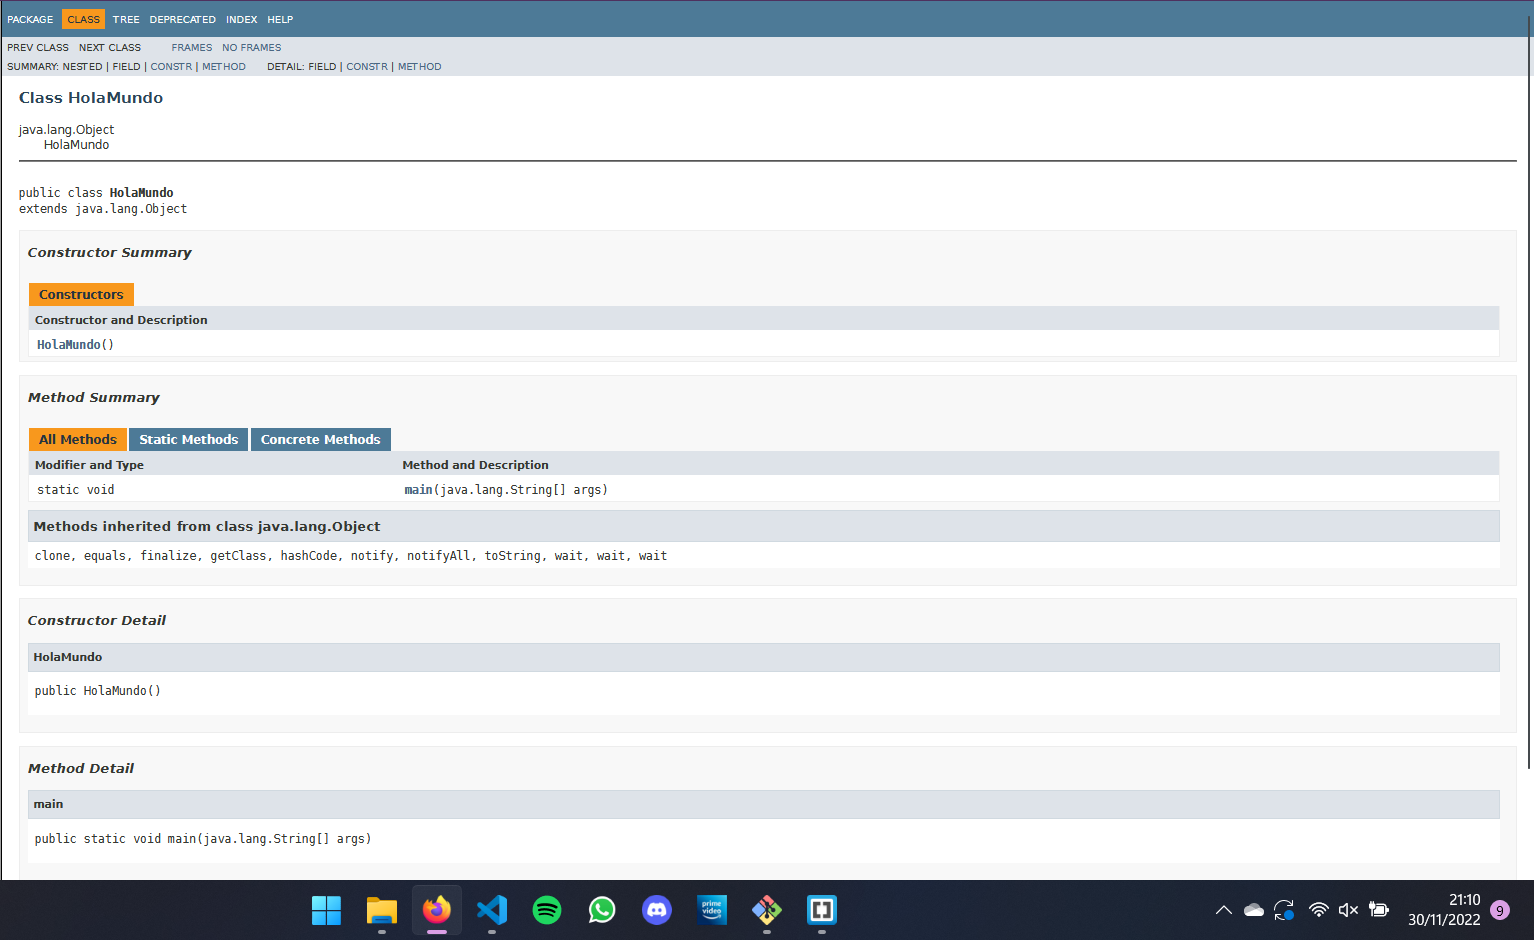 PACKAGE CLASS TREE DEPRECATED INDEX HELP
PREV CLASS NEXT CLASS FRAMES NO FRAMES
SUMMARY: NESTED | FIELD | CONSTR | METHOD DETAIL: FIELD | CONSTR | METHOD
Class HolaMundo
java.lang.Object
HolaMundo
public class HolaMundo
extends java.lang.Object
Constructor Summary
Constructors
Constructor and Description
HolaMundo()
Method Summary
All Methods Static Methods Concrete Methods
Modifier and Type Method and Description
static void main(java.lang.String[] args)
Methods inherited from class java.lang.Object
clone, equals, finalize, getClass, hashCode, notify, notifyAll, toString, wait, wait, wait
Constructor Detail
HolaMundo
public HolaMundo()
Method Detail
main
public static void main(java.lang.String[] args)
prime
video
21:10
30/11/2022
9